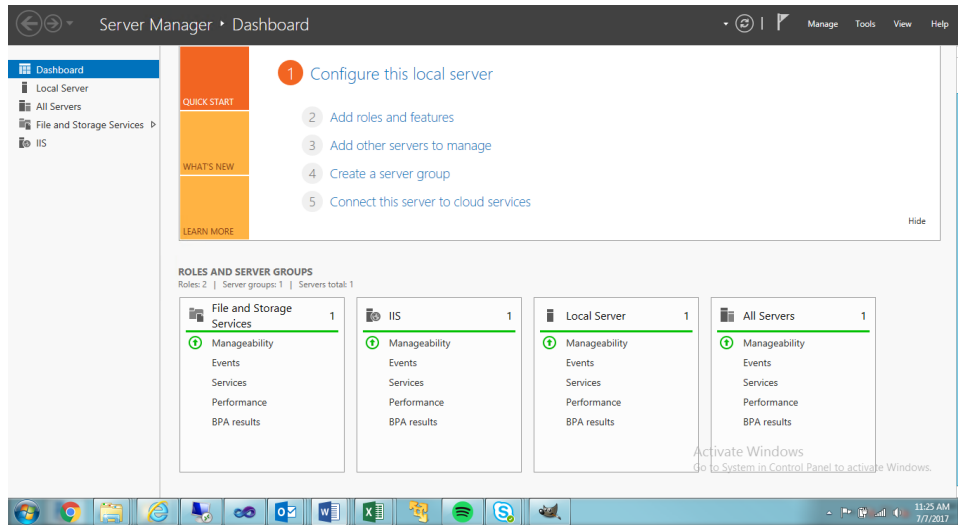 Server Manager ‣ Dashboard
Manage Tools View Help
Dashboard
Local Server
All Servers
File and Storage Services
IIS
QUICK START
WHAT'S NEW
LEARN MORE
1 Configure this local server
2 Add roles and features
3 Add other servers to manage
4 Create a server group
5 Connect this server to cloud services
Hide
ROLES AND SERVER GROUPS
Roles: 2 | Server groups: 1 | Servers total: 1
File and Storage
Services 1
Manageability
Events
Services
Performance
BPA results
IIS 1
Manageability
Events
Services
Performance
BPA results
Local Server 1
Manageability
Events
Services
Performance
BPA results
All Servers 1
Manageability
Events
Services
Performance
BPA results
Activate Windows
Go to System in Control Panel to activate Windows.
11:25 AM
7/7/2017